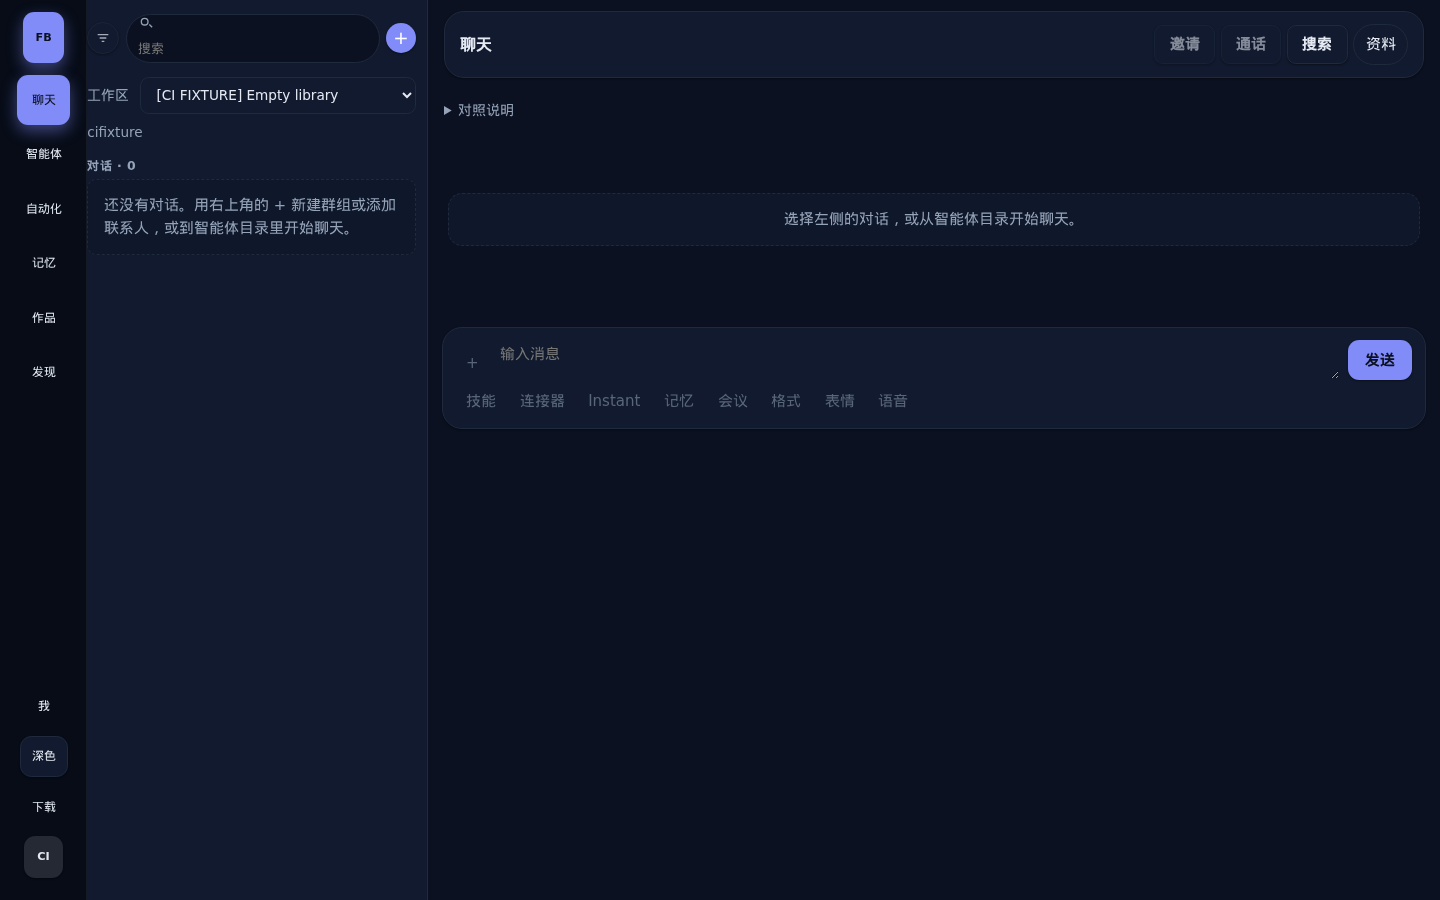 FB
聊天
智能体
自动化
记忆
作品
发现
我
深色
下载
CI
搜索
工作区
[CI FIXTURE] Empty library
cifixture
对话 · 0
还没有对话。用右上角的 + 新建群组或添加
联系人，或到智能体目录里开始聊天。
聊天
邀请
通话
搜索
资料
对照说明
选择左侧的对话，或从智能体目录开始聊天。
+
输入消息
发送
技能
连接器
Instant
记忆
会议
格式
表情
语音